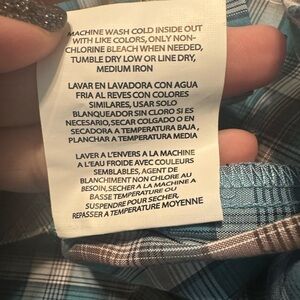 MACHINE WASH COLD INSIDE OUT
WITH LIKE COLORS, ONLY NON-
CHLORINE BLEACH WHEN NEEDED,
TUMBLE DRY LOW OR LINE DRY,
MEDIUM IRON
LAVAR EN LAVADORA CON AGUA
FRIA AL REVES CON COLORES
SIMILARES, USAR SOLO
BLANQUEADOR SIN CLORO SI ES
NECESARIO, SECAR COLGADO O EN
SECADORA A TEMPERATURA BAJA,
PLANCHAR A TEMPERATURA MEDIA
LAVER A L'ENVERS A LA MACHINE
A L'EAU FROIDE AVEC COULEURS
SEMBLABLES, AGENT DE
BLANCHIMENT NON CHLORE AU
BESOIN, SECHER A LA MACHINE A
BASSE TEMPERATURE OU
SUSPENDRE POUR SECHER,
REPASSER A TEMPERATURE MOYENNE